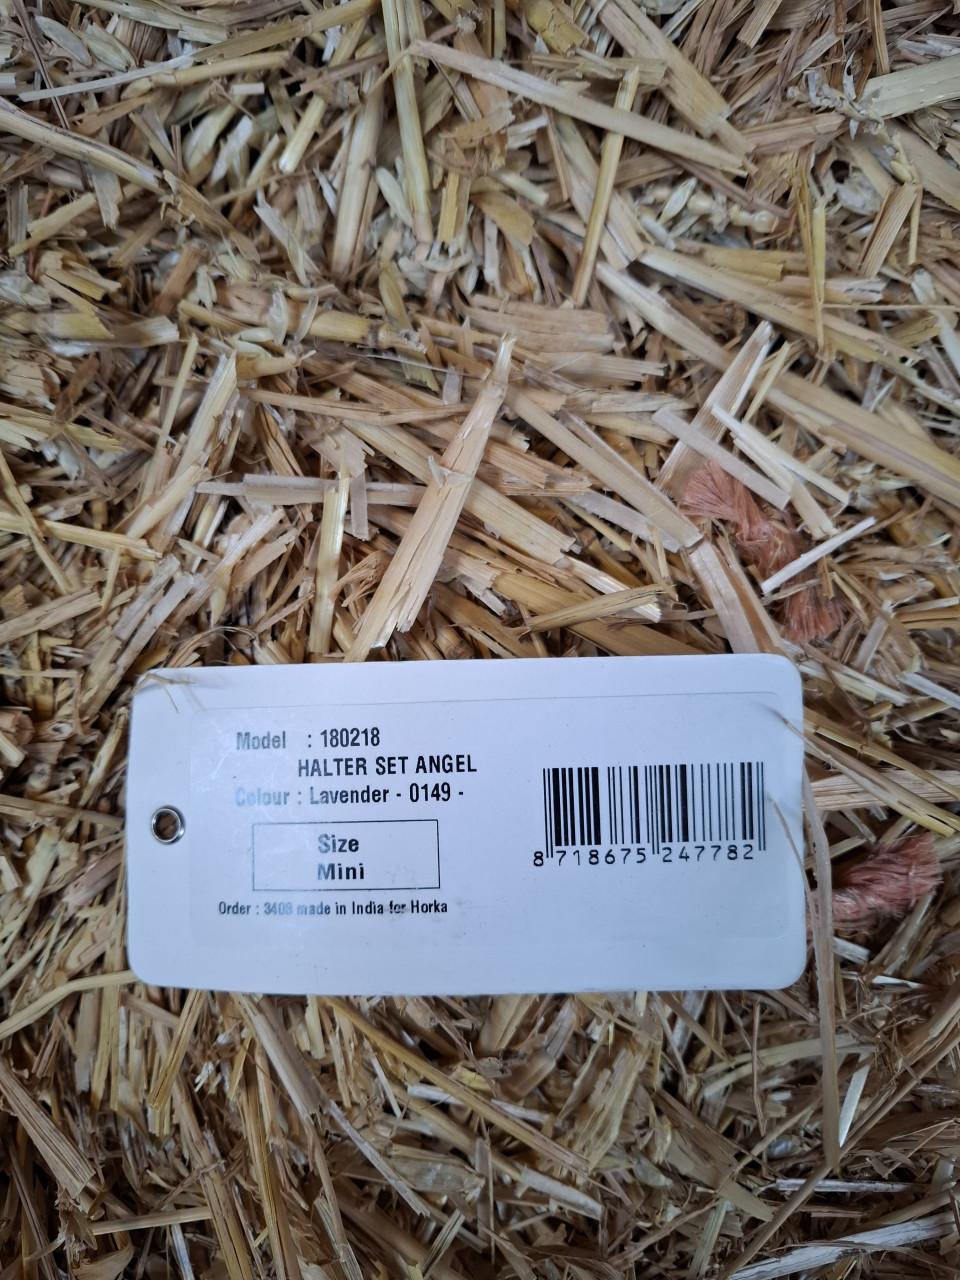 Model : 180218
HALTER SET ANGEL
Colour : Lavender - 0149 -
Size
Mini
Order : 3408 made in India for Horka
8 718675 247782